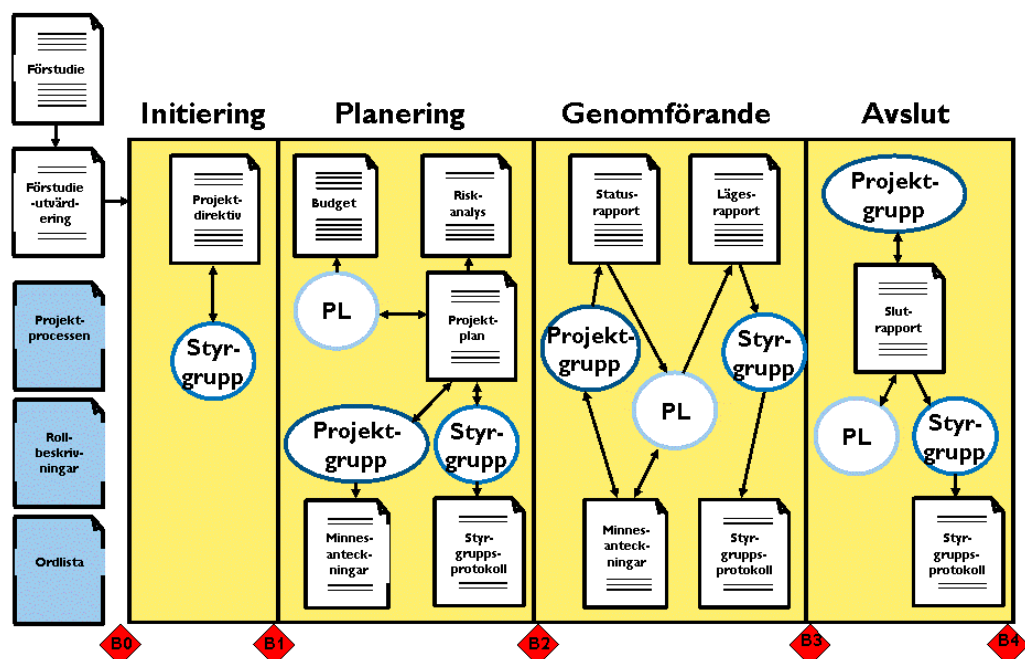 Förstudie
Förstudie
-utvärd-
ering
Projekt-
processen
Roll-
beskriv-
ningar
Ordlista
Initiering
Projekt-
direktiv
Styr-
grupp
Planering
Budget
Risk-
analys
PL
Projekt-
plan
Projekt-
grupp
Styr-
grupp
Minnes-
anteck-
ningar
Styr-
grupps-
protokoll
Genomförande
Status-
rapport
Läges-
rapport
Projekt-
grupp
Styr-
grupp
PL
Minnes-
anteck-
ningar
Styr-
grupps-
protokoll
Avslut
Projekt-
grupp
Slut-
rapport
PL
Styr-
grupp
Styr-
grupps-
protokoll
B0
B1
B2
B3
B4